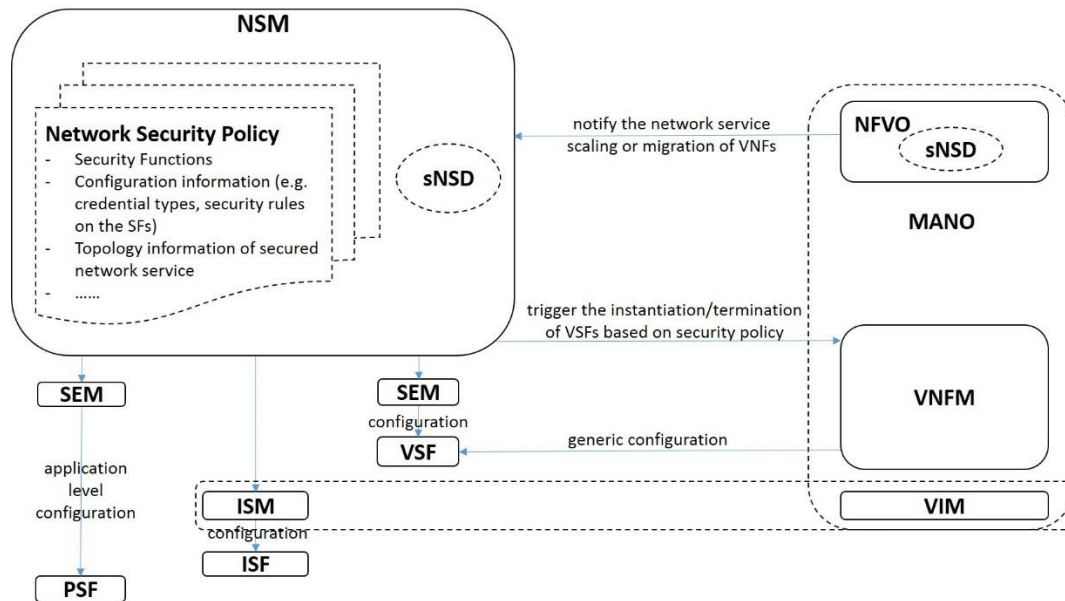 NSM
Network Security Policy
- Security Functions
- Configuration information (e.g.
credential types, security rules
on the SFs)
- Topology information of secured
network service
- ......
sNSD
notify the network service
scaling or migration of VNFs
NFVO
sNSD
MANO
trigger the instantiation/termination
of VSFs based on security policy
VNFM
SEM
SEM
configuration
VSF
generic configuration
application
level
configuration
ISM
VIM
configuration
ISF
PSF